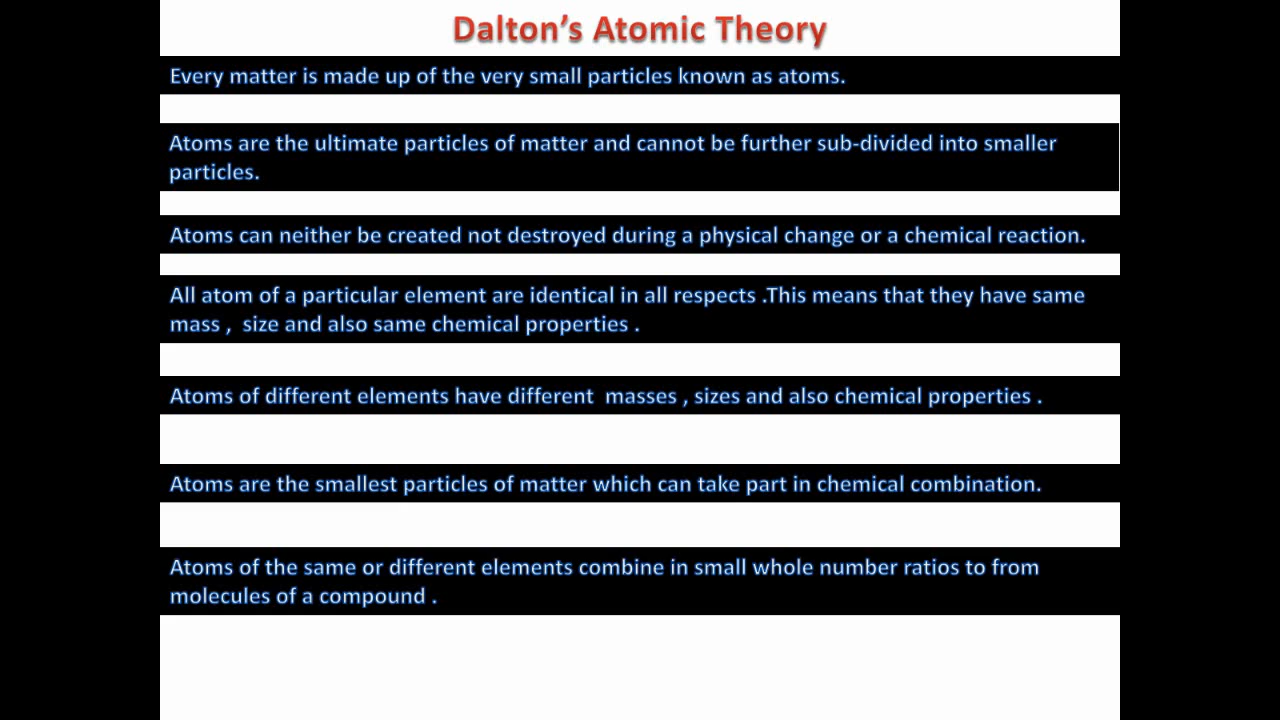 Dalton’s Atomic Theory
Every matter is made up of the very small particles known as atoms.
Atoms are the ultimate particles of matter and cannot be further sub-divided into smaller
particles.
Atoms can neither be created not destroyed during a physical change or a chemical reaction.
All atom of a particular element are identical in all respects .This means that they have same
mass ,  size and also same chemical properties .
Atoms of different elements have different  masses , sizes and also chemical properties .
Atoms are the smallest particles of matter which can take part in chemical combination.
Atoms of the same or different elements combine in small whole number ratios to from
molecules of a compound .